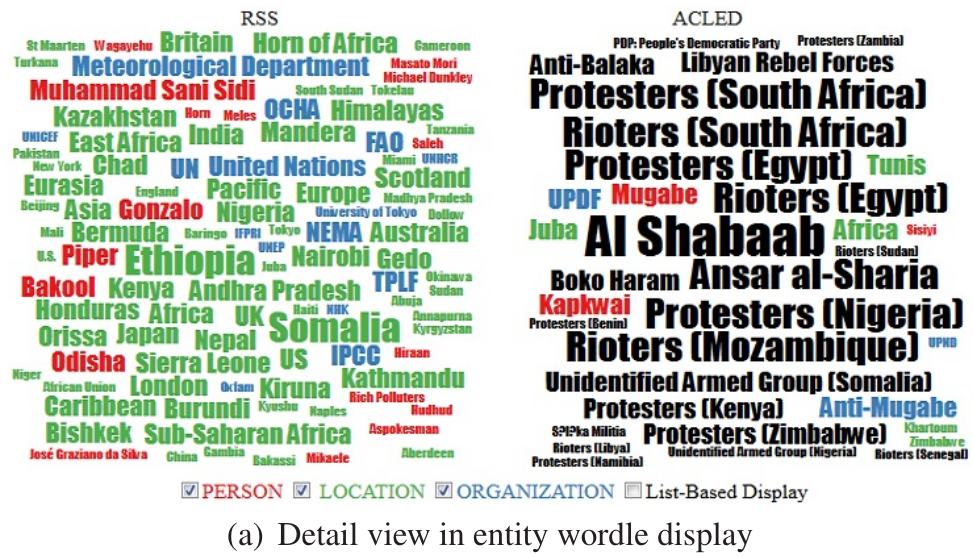 RSS
St Maarten Wagayehu Britain Horn of Africa Cameroon
Turkana Meteorological Department Masato Mori
Michael Dunkley
Muhammad Sani Sidi South Sudan Tokelau
Kazakhstan Horn Meles OCHA Himalayas
UNICEF East Africa India Mandera FAO Tanzania
Saleh
Pakistan New York Chad UN United Nations Miami UNHCR
Eurasia England Pacific Europe Scotland
Madhya Pradesh
Beijing Asia Gonzalo Nigeria University of Tokyo Dollow
Mali Bermuda Baringo IFPRI Tokyo NEMA Australia
U.S. Piper Ethiopia UNEP Juba Nairobi Gedo
Bakool Kenya Andhra Pradesh TPLF Okinawa
Sudan
Abuja
Honduras Africa UK Haiti NHK Somalia Annapurna
Kyrgyzstan
Orissa Japan Nepal
Odisha Sierra Leone US IPCC Hiraan
Niger African Union London Oxfam Kiruna Kathmandu
Rich Polluters
Caribbean Burundi Kyushu Naples Hudhud
Bishkek Sub-Saharan Africa Aspokesman
José Graziano da Silva China Gambia Bakassi Mikaele Aberdeen
ACLED
PDP: People's Democratic Party Protesters (Zambia)
Anti-Balaka Libyan Rebel Forces
Protesters (South Africa)
Rioters (South Africa)
Protesters (Egypt) Tunis
UPDF Mugabe Rioters (Egypt)
Juba Al Shabaab Africa Sisiyi
Rioters (Sudan)
Boko Haram Ansar al-Sharia
Kapkwai Protesters (Nigeria)
Protesters (Benin)
Rioters (Mozambique) UPND
Unidentified Armed Group (Somalia)
Protesters (Kenya) Anti-Mugabe
Militia Protesters (Zimbabwe) Khartoum
Zimbabwe
Rioters (Libya) Unidentified Armed Group (Nigeria) Rioters (Senegal)
Protesters (Namibia)
PERSON LOCATION ORGANIZATION List-Based Display
(a) Detail view in entity wordle display